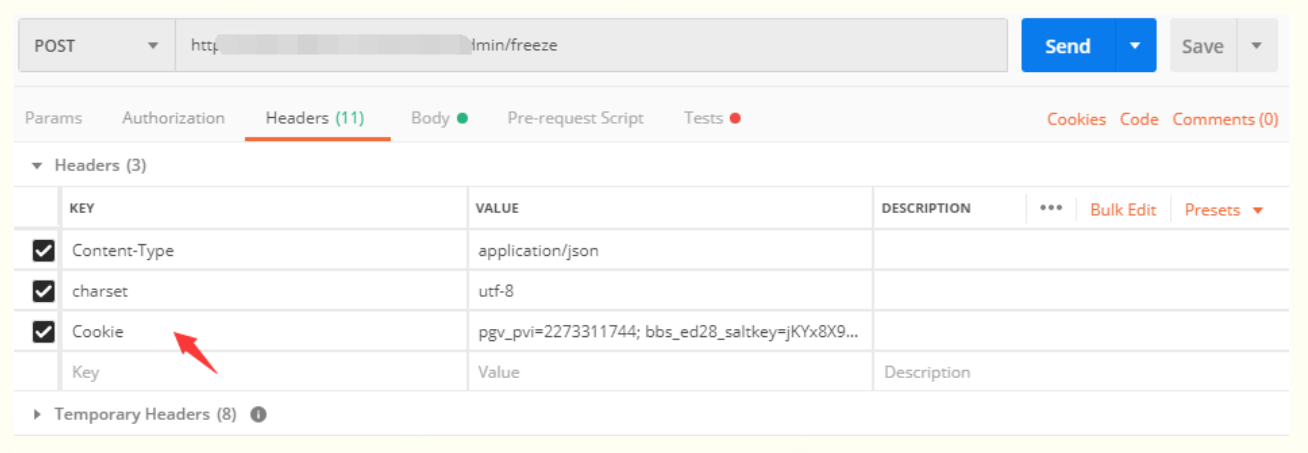 POST http dmin/freeze Send Save
Params Authorization Headers (11) Body Pre-request Script Tests Cookies Code Comments (0)
Headers (3)
KEY VALUE DESCRIPTION ••• Bulk Edit Presets
Content-Type application/json
charset utf-8
Cookie pgv_pvi=2273311744; bbs_ed28_saltkey=jKYx8X9...
Key Value Description
Temporary Headers (8)